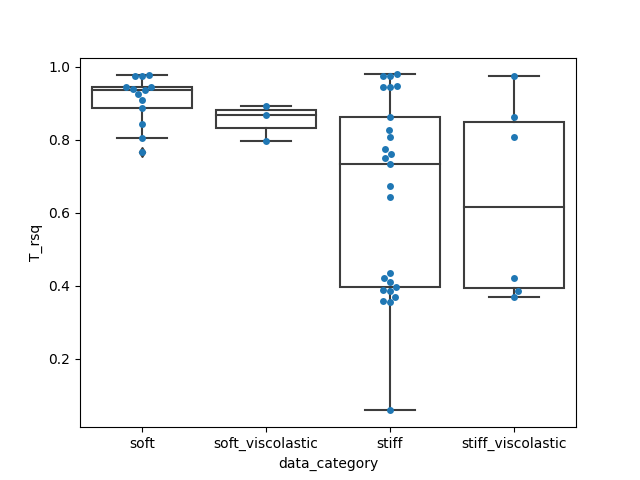 1.0
0.8
0.6
0.4
0.2
T_rsq
soft
soft_viscolastic
stiff
stiff_viscolastic
data_category